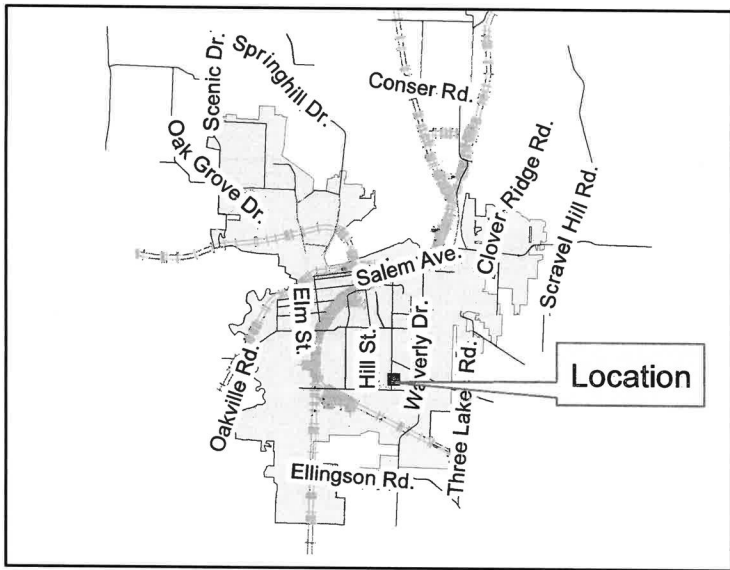 Scenic Dr.
Springhill Dr.
Conser Rd.
Oak Grove Dr.
Clover Ridge Rd.
Scravel Hill Rd.
Salem Ave.
Elm St.
Hill St.
Waverly Dr.
Oakville Rd.
Three Lakes Rd.
Location
Ellingson Rd.